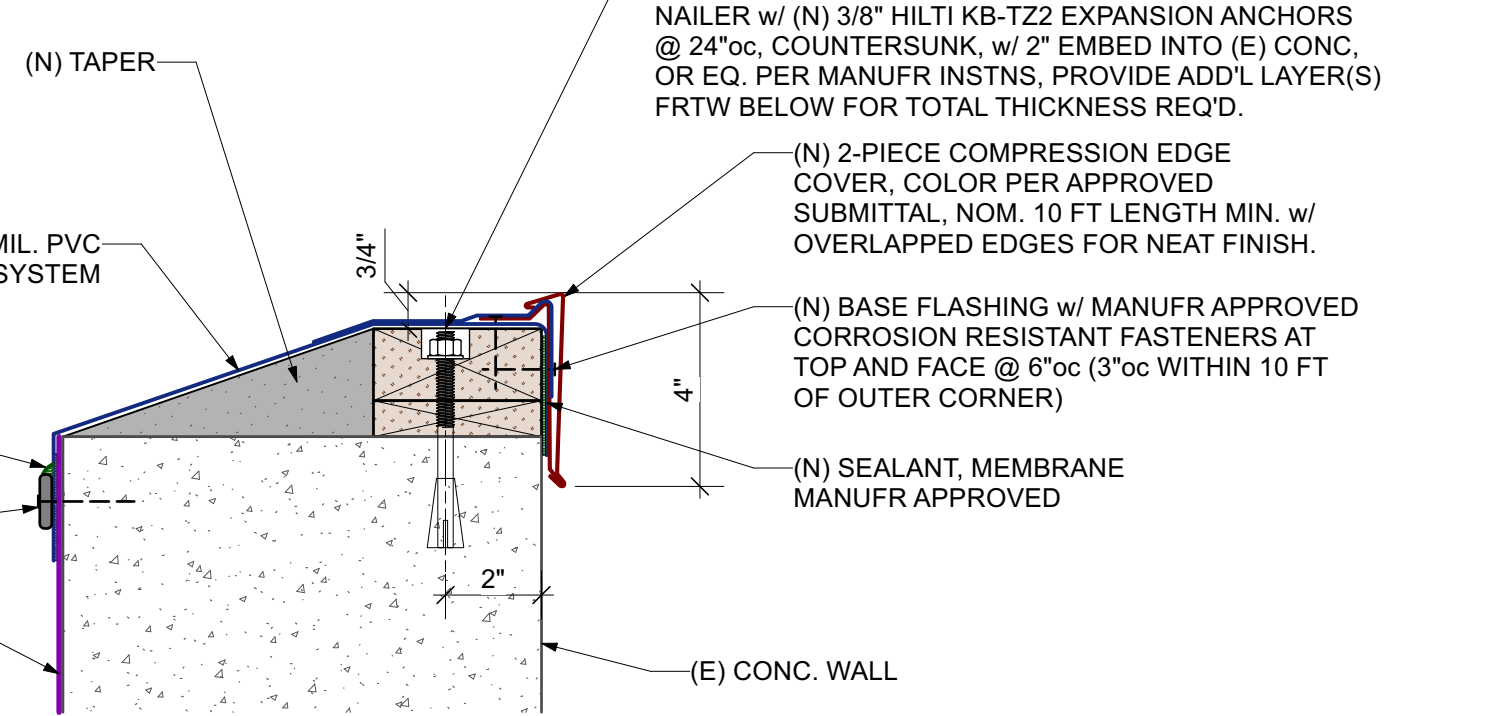 NAILER w/ (N) 3/8" HILTI KB-TZ2 EXPANSION ANCHORS
@ 24"oc, COUNTERSUNK, w/ 2" EMBED INTO (E) CONC,
OR EQ. PER MANUFR INSTNS, PROVIDE ADD'L LAYER(S)
FRTW BELOW FOR TOTAL THICKNESS REQ'D.
(N) TAPER
(N) 2-PIECE COMPRESSION EDGE
COVER, COLOR PER APPROVED
SUBMITTAL, NOM. 10 FT LENGTH MIN. w/
OVERLAPPED EDGES FOR NEAT FINISH.
MIL. PVC
SYSTEM
3/4"
(N) BASE FLASHING w/ MANUFR APPROVED
CORROSION RESISTANT FASTENERS AT
TOP AND FACE @ 6"oc (3"oc WITHIN 10 FT
OF OUTER CORNER)
4"
(N) SEALANT, MEMBRANE
MANUFR APPROVED
2"
(E) CONC. WALL